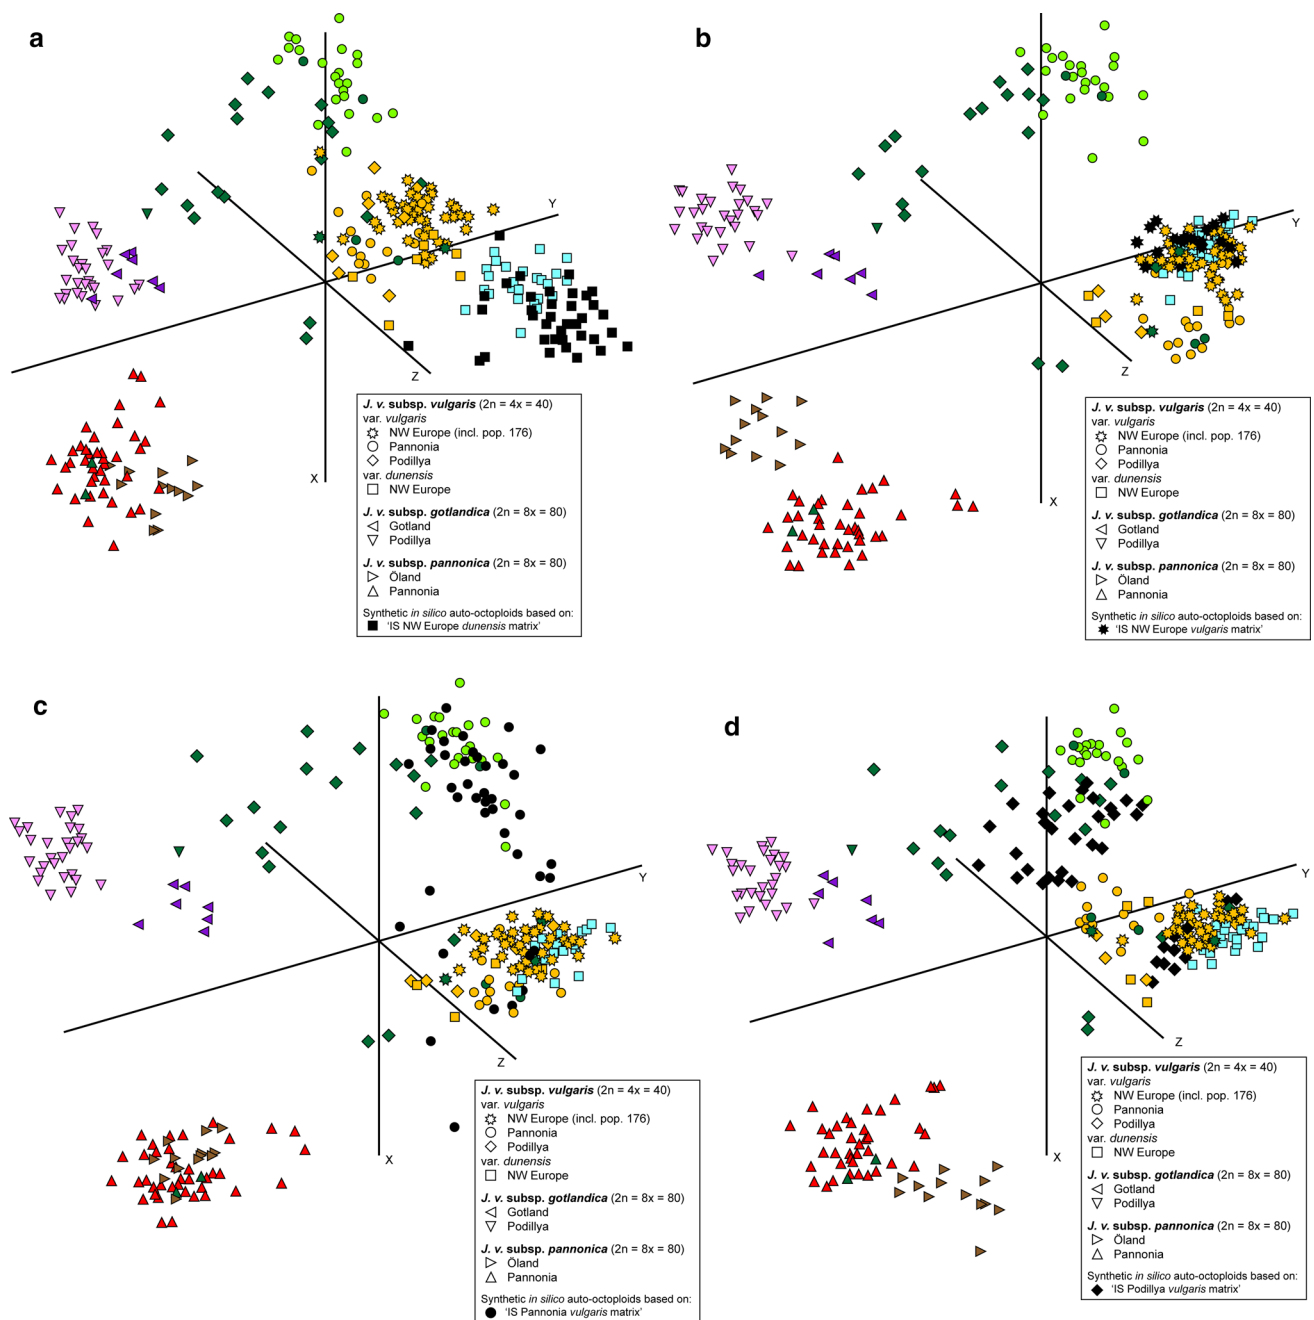 a
Y
Z
X
J. v. subsp. vulgaris (2n = 4x = 40)
var. vulgaris
NW Europe (incl. pop. 176)
Pannonia
Podillya
var. dunensis
NW Europe
J. v. subsp. gotlandica (2n = 8x = 80)
Gotland
Podillya
J. v. subsp. pannonica (2n = 8x = 80)
Öland
Pannonia
Synthetic in silico auto-octoploids based on:
'IS NW Europe dunensis matrix'
b
Y
Z
X
J. v. subsp. vulgaris (2n = 4x = 40)
var. vulgaris
NW Europe (incl. pop. 176)
Pannonia
Podillya
var. dunensis
NW Europe
J. v. subsp. gotlandica (2n = 8x = 80)
Gotland
Podillya
J. v. subsp. pannonica (2n = 8x = 80)
Öland
Pannonia
Synthetic in silico auto-octoploids based on:
'IS NW Europe vulgaris matrix'
c
Y
Z
X
J. v. subsp. vulgaris (2n = 4x = 40)
var. vulgaris
NW Europe (incl. pop. 176)
Pannonia
Podillya
var. dunensis
NW Europe
J. v. subsp. gotlandica (2n = 8x = 80)
Gotland
Podillya
J. v. subsp. pannonica (2n = 8x = 80)
Öland
Pannonia
Synthetic in silico auto-octoploids based on:
'IS Pannonia vulgaris matrix'
d
Y
Z
X
J. v. subsp. vulgaris (2n = 4x = 40)
var. vulgaris
NW Europe (incl. pop. 176)
Pannonia
Podillya
var. dunensis
NW Europe
J. v. subsp. gotlandica (2n = 8x = 80)
Gotland
Podillya
J. v. subsp. pannonica (2n = 8x = 80)
Öland
Pannonia
Synthetic in silico auto-octoploids based on:
'IS Podillya vulgaris matrix'